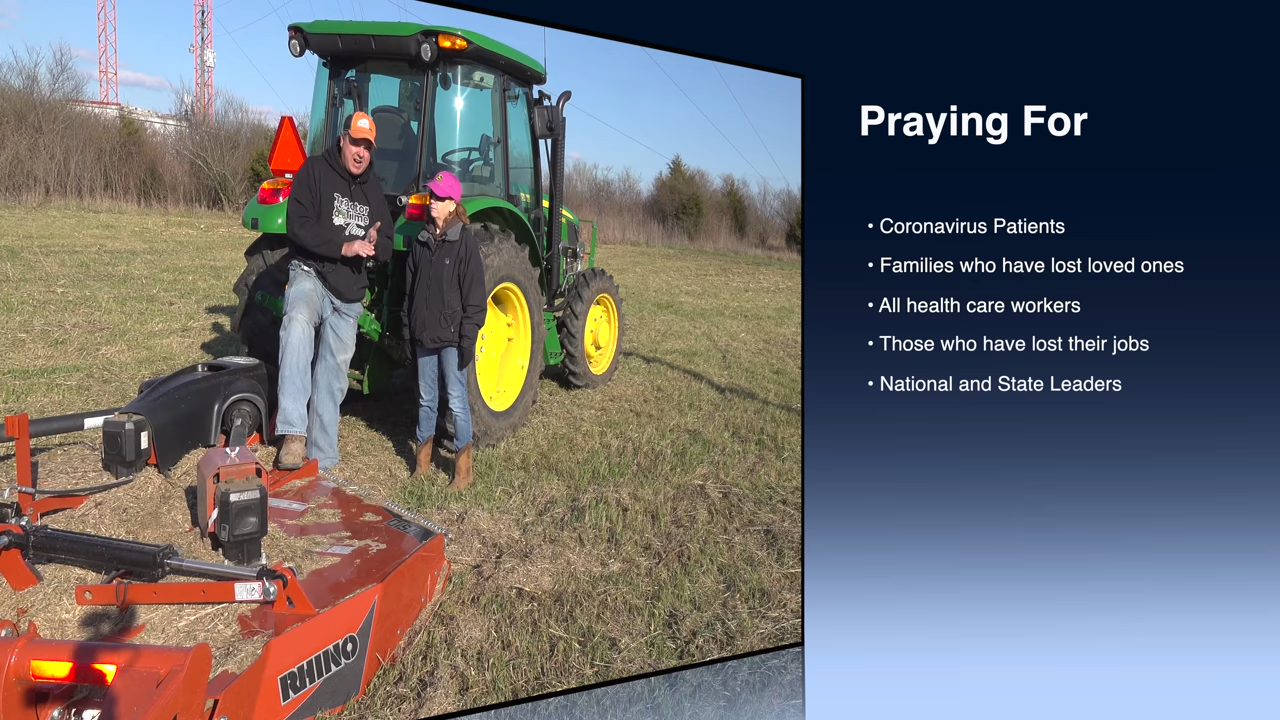 Praying For
• Coronavirus Patients
• Families who have lost loved ones
• All health care workers
• Those who have lost their jobs
• National and State Leaders
Tractor
Time
RHINO